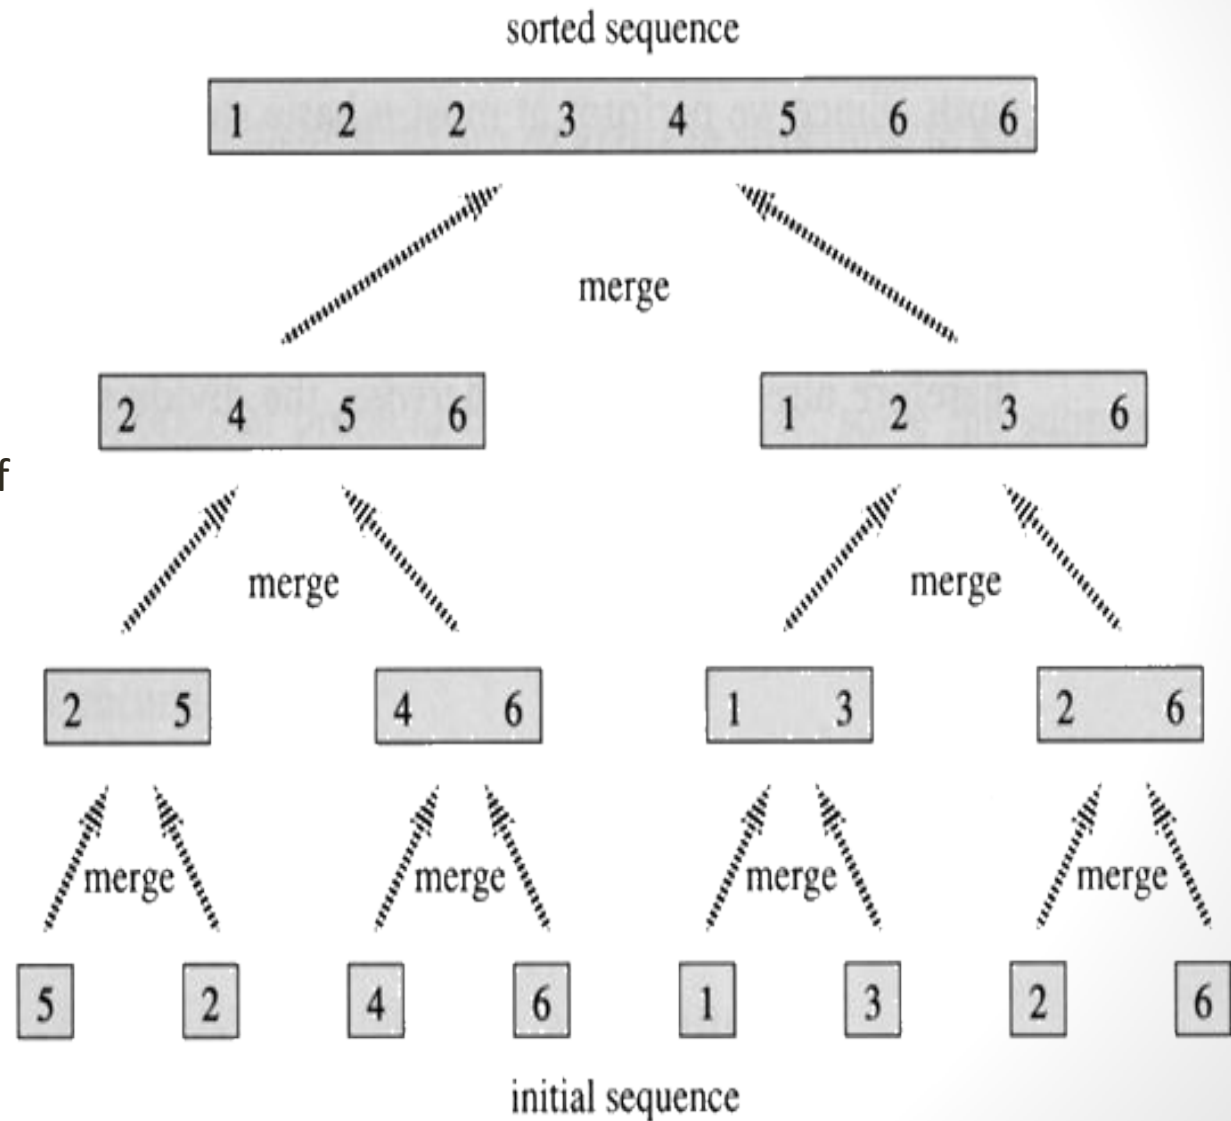 sorted sequence
1 2 2 3 4 5 6 6
merge
2 4 5 6 1 2 3 6
f
merge merge
2 5 4 6 1 3 2 6
merge merge merge merge
5 2 4 6 1 3 2 6
initial sequence